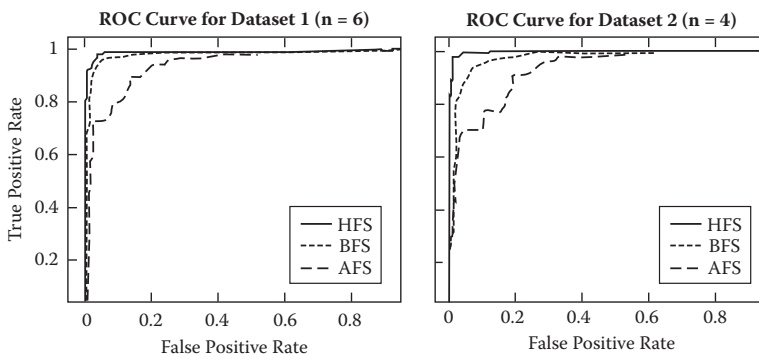 ROC Curve for Dataset 1 (n = 6)
True Positive Rate
1
0.8
0.6
0.4
0.2
HFS
BFS
AFS
0 0.2 0.4 0.6 0.8
False Positive Rate
ROC Curve for Dataset 2 (n = 4)
HFS
BFS
AFS
0 0.2 0.4 0.6 0.8
False Positive Rate